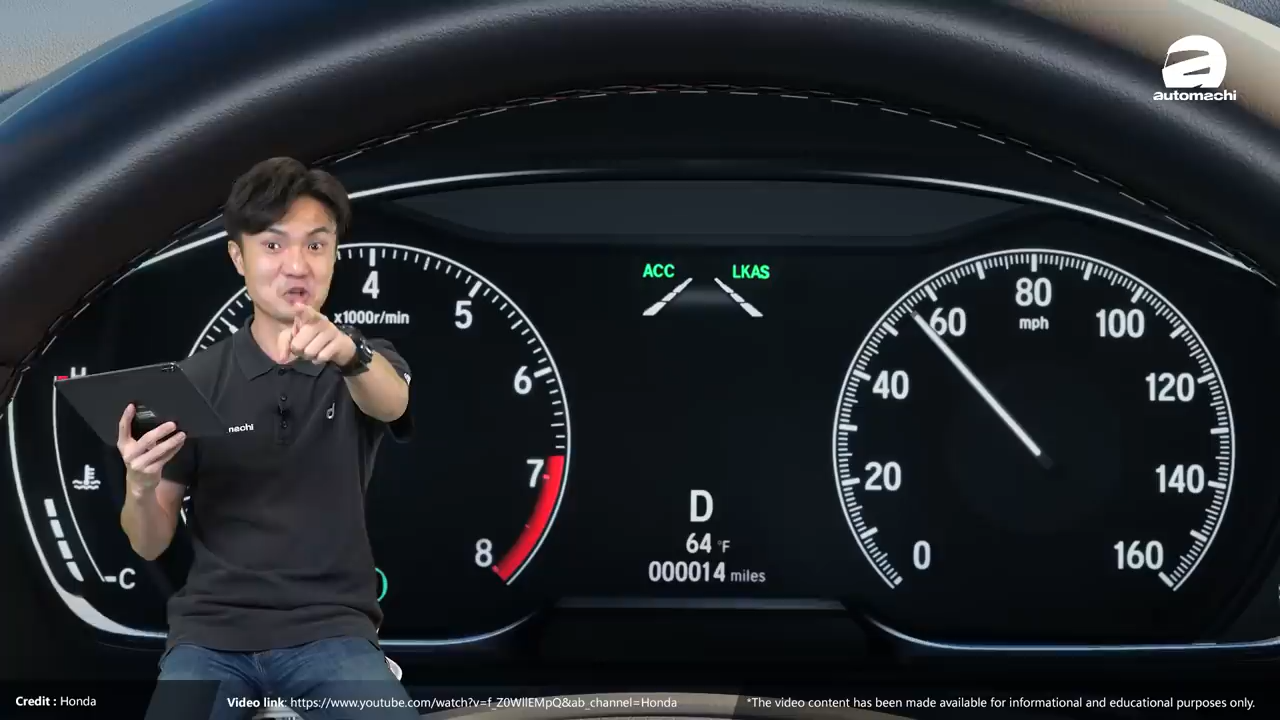 automachi
ACC
LKAS
4
x1000r/min
5
6
7
8
H
C
D
64 °F
000014 miles
0
20
40
60
80
mph
100
120
140
160
machi
Credit : Honda
Video link: https://www.youtube.com/watch?v=f_Z0WllEMpQ&ab_channel=Honda
*The video content has been made available for informational and educational purposes only.